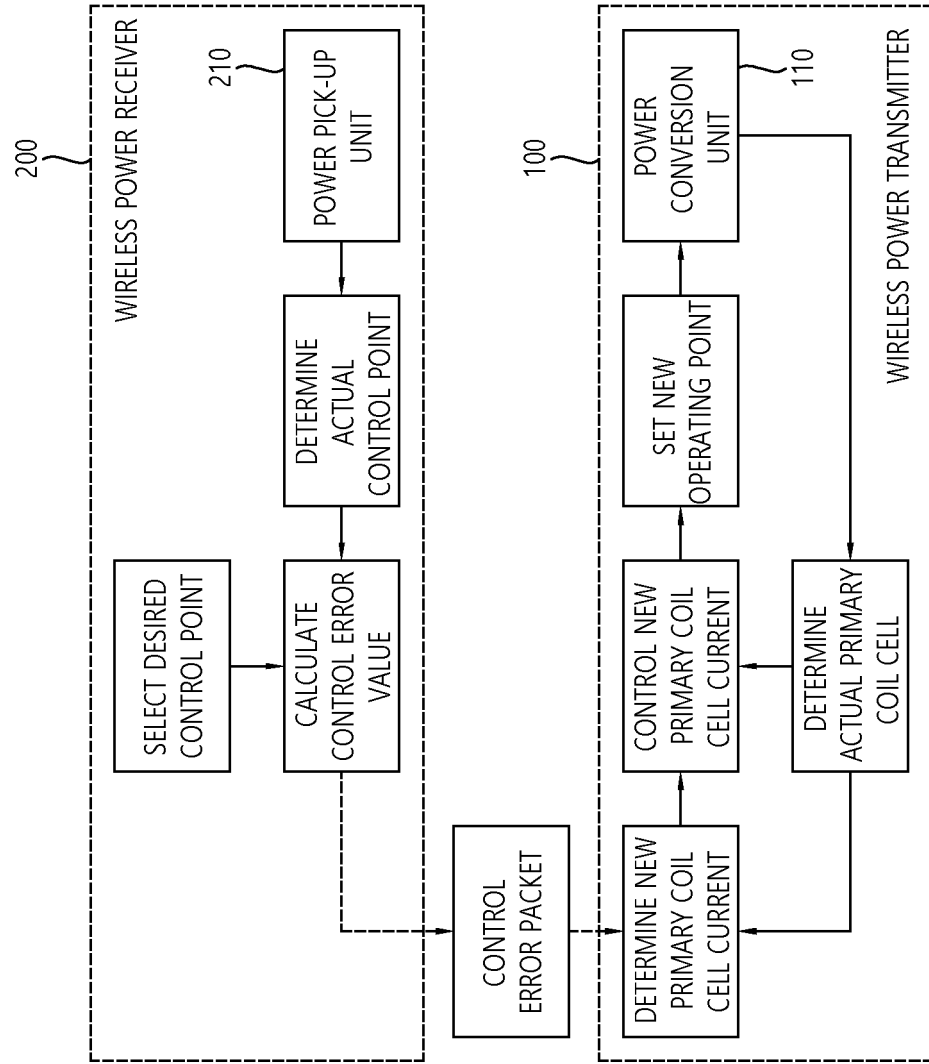 200
WIRELESS POWER RECEIVER
SELECT DESIRED
CONTROL POINT
210
CALCULATE
CONTROL ERROR
VALUE
DETERMINE
ACTUAL
CONTROL POINT
POWER PICK-UP
UNIT
CONTROL
ERROR PACKET
100
DETERMINE NEW
PRIMARY COIL
CELL CURRENT
CONTROL NEW
PRIMARY COIL
CELL CURRENT
SET NEW
OPERATING POINT
POWER
CONVERSION
UNIT
110
DETERMINE
ACTUAL PRIMARY
COIL CELL
WIRELESS POWER TRANSMITTER